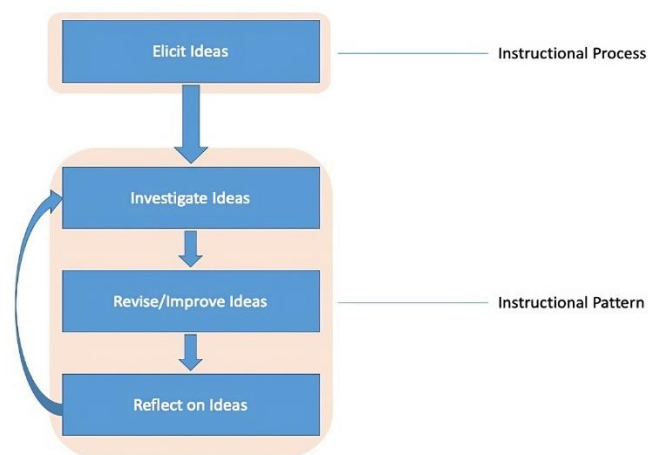 Elicit Ideas
Instructional Process
Investigate Ideas
Revise/Improve Ideas
Instructional Pattern
Reflect on Ideas